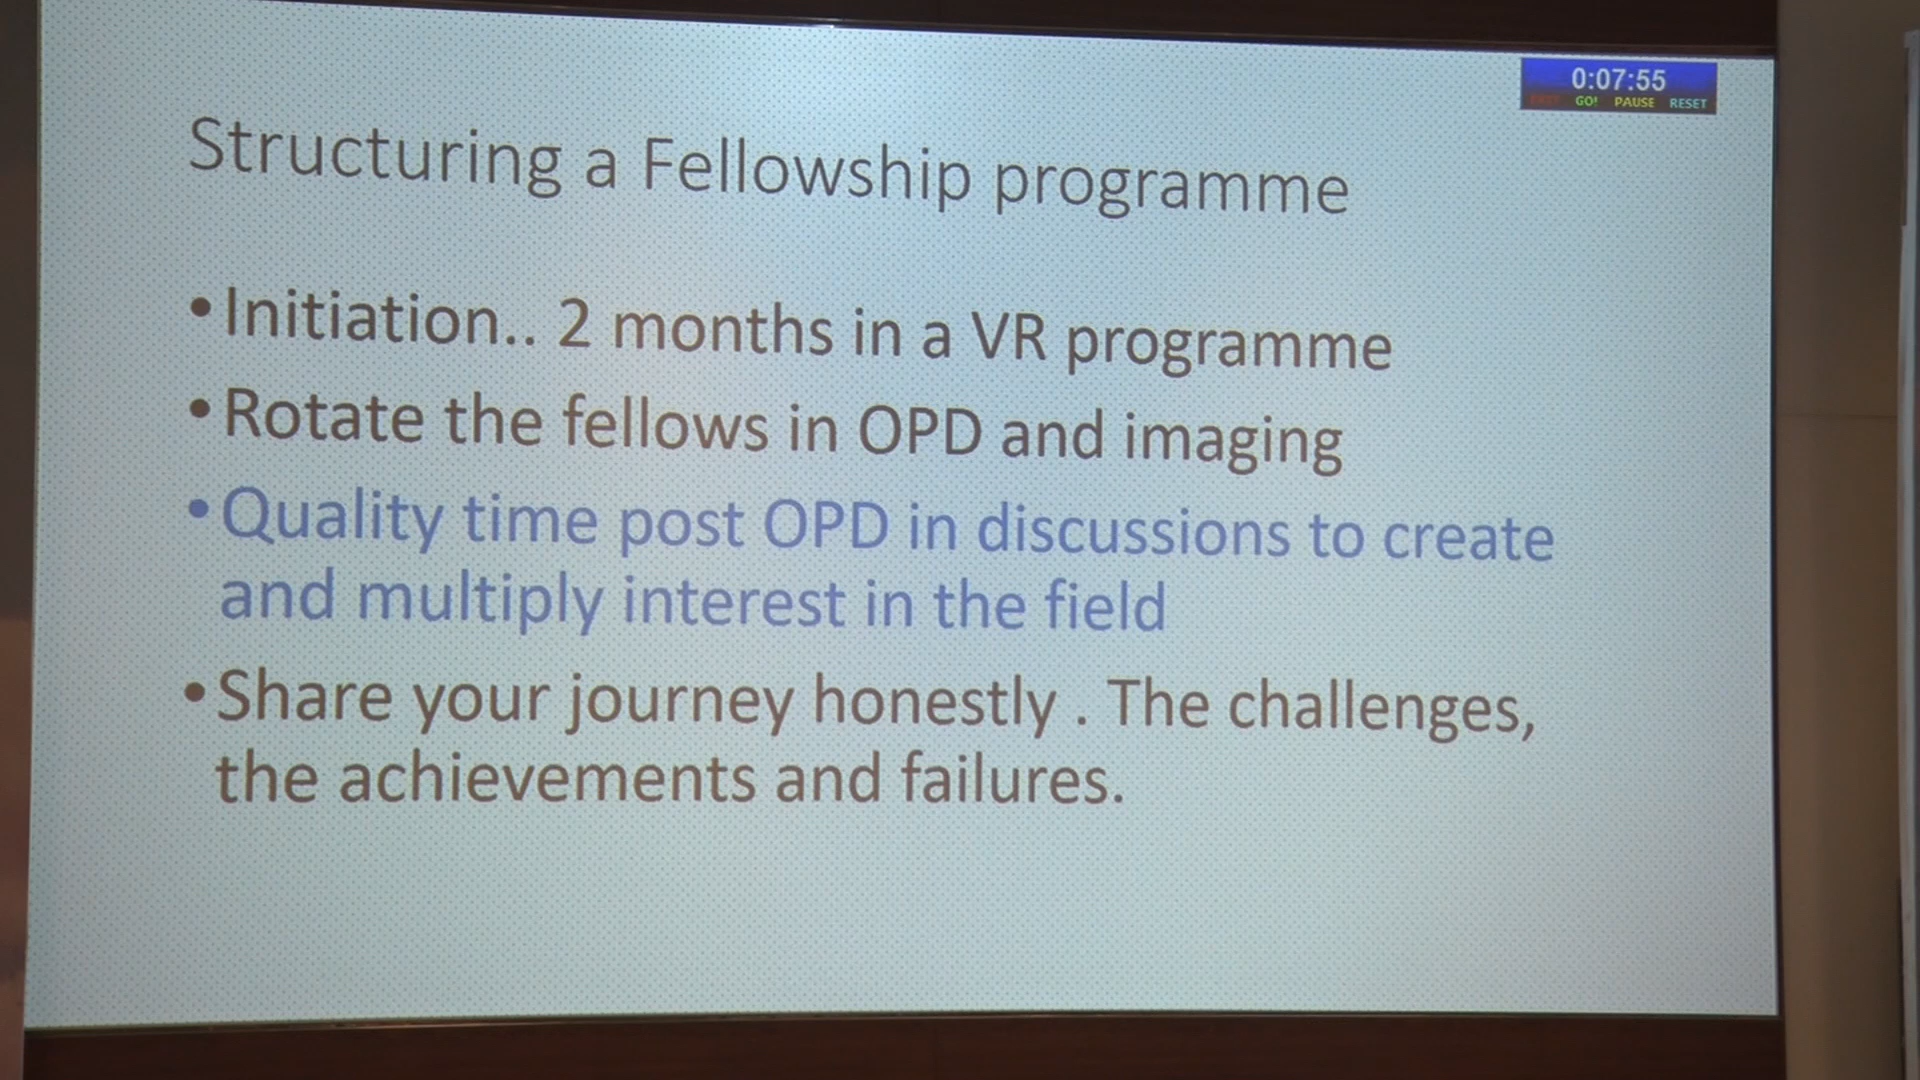 0:07:55
GO! PAUSE RESET
Structuring a Fellowship programme
•Initiation.. 2 months in a VR programme
•Rotate the fellows in OPD and imaging
•Quality time post OPD in discussions to create
and multiply interest in the field
•Share your journey honestly . The challenges,
the achievements and failures.